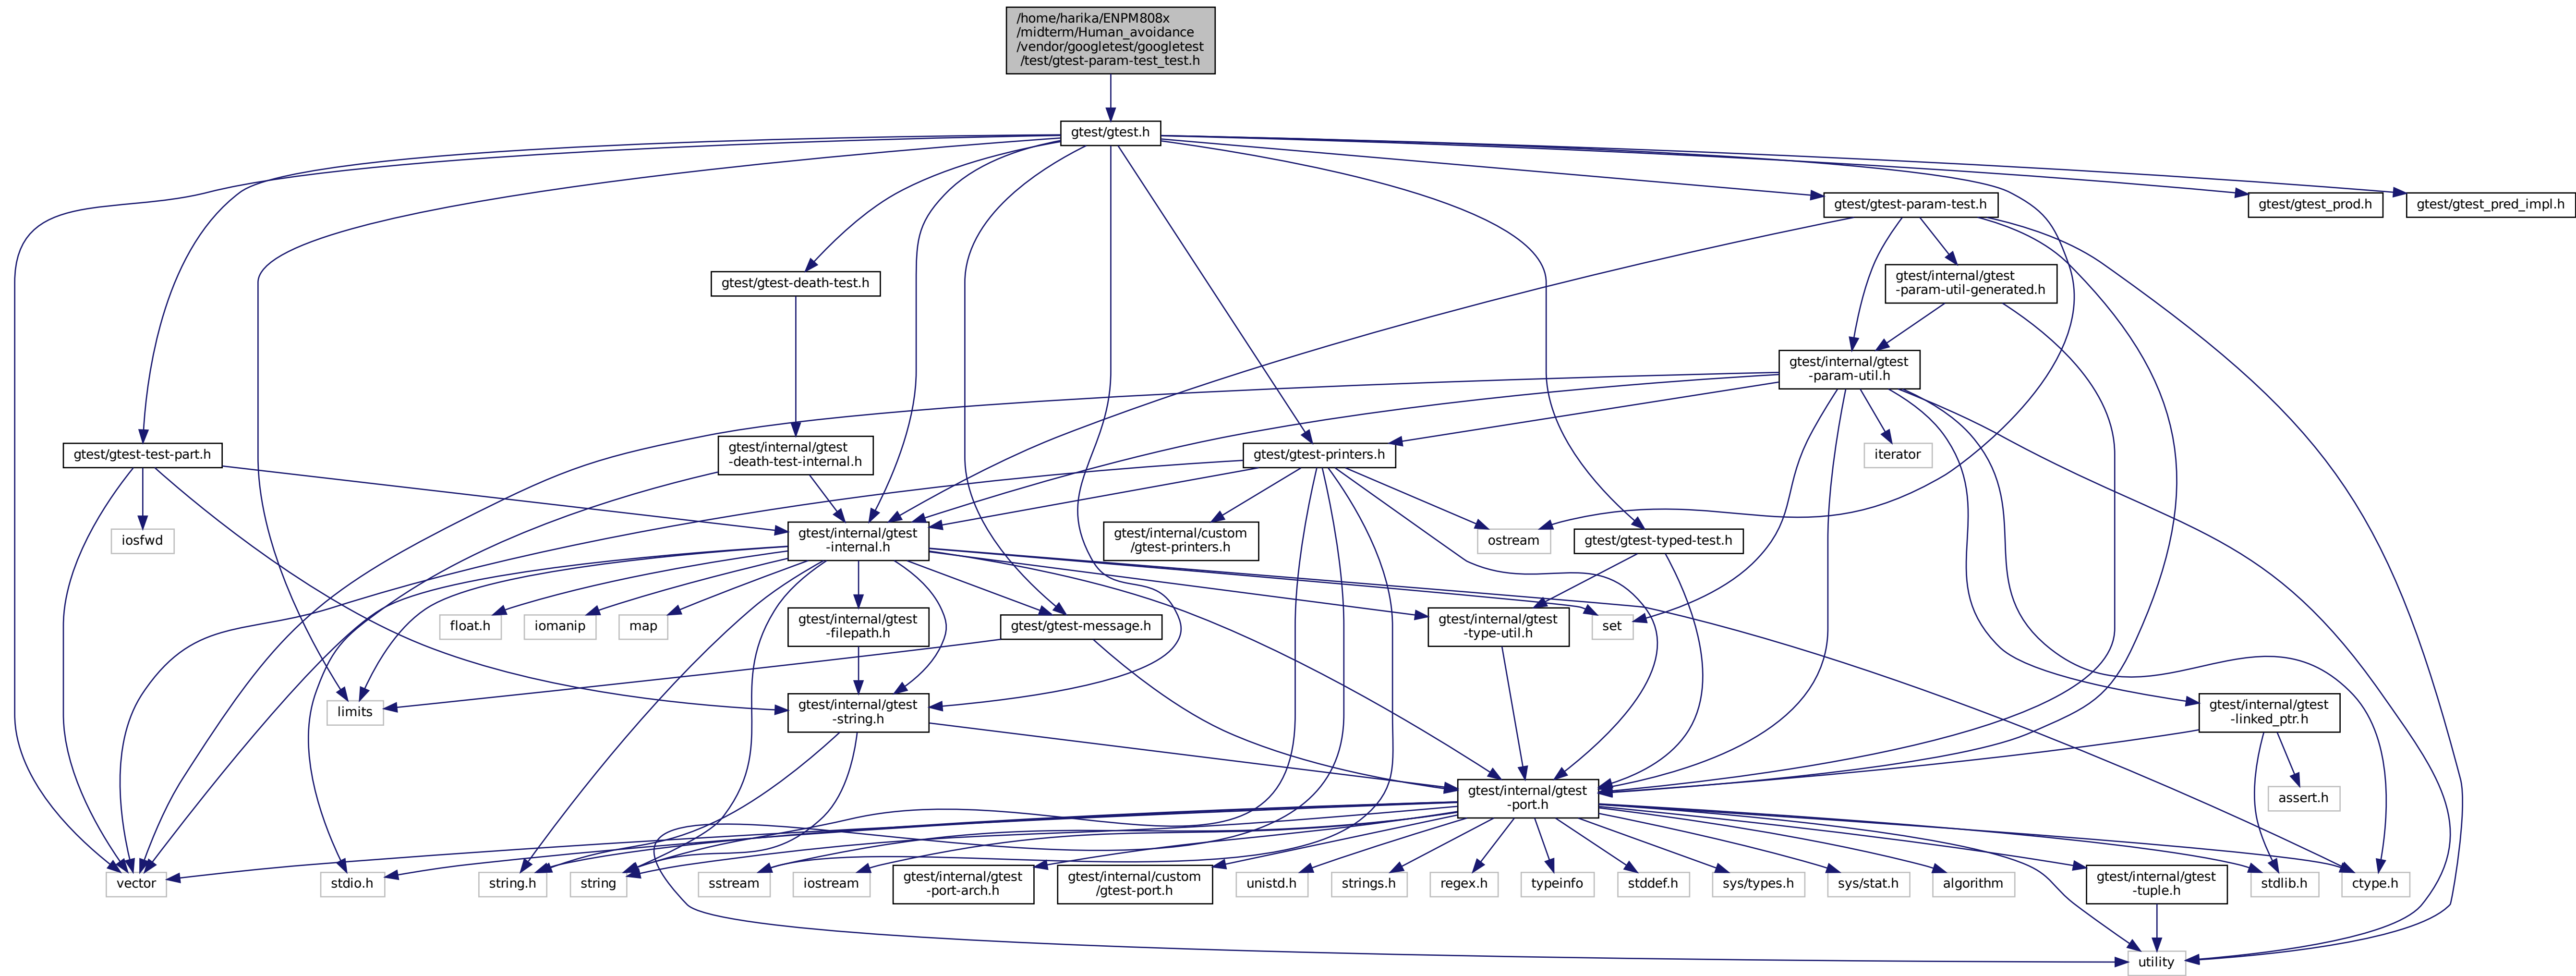 /home/harika/ENPM808x
/midterm/Human_avoidance
/vendor/googletest/googletest
/test/gtest-param-test_test.h
gtest/gtest.h
gtest/gtest-param-test.h
gtest/gtest_prod.h
gtest/gtest_pred_impl.h
gtest/gtest-death-test.h
gtest/internal/gtest
-param-util-generated.h
gtest/internal/gtest
-param-util.h
gtest/gtest-test-part.h
gtest/internal/gtest
-death-test-internal.h
gtest/gtest-printers.h
iterator
iosfwd
gtest/internal/gtest
-internal.h
gtest/internal/custom
/gtest-printers.h
ostream
gtest/gtest-typed-test.h
float.h
iomanip
map
gtest/internal/gtest
-filepath.h
gtest/gtest-message.h
gtest/internal/gtest
-type-util.h
set
limits
gtest/internal/gtest
-string.h
gtest/internal/gtest
-linked_ptr.h
gtest/internal/gtest
-port.h
assert.h
vector
stdio.h
string.h
string
sstream
iostream
gtest/internal/gtest
-port-arch.h
gtest/internal/custom
/gtest-port.h
unistd.h
strings.h
regex.h
typeinfo
stddef.h
sys/types.h
sys/stat.h
algorithm
gtest/internal/gtest
-tuple.h
stdlib.h
ctype.h
utility